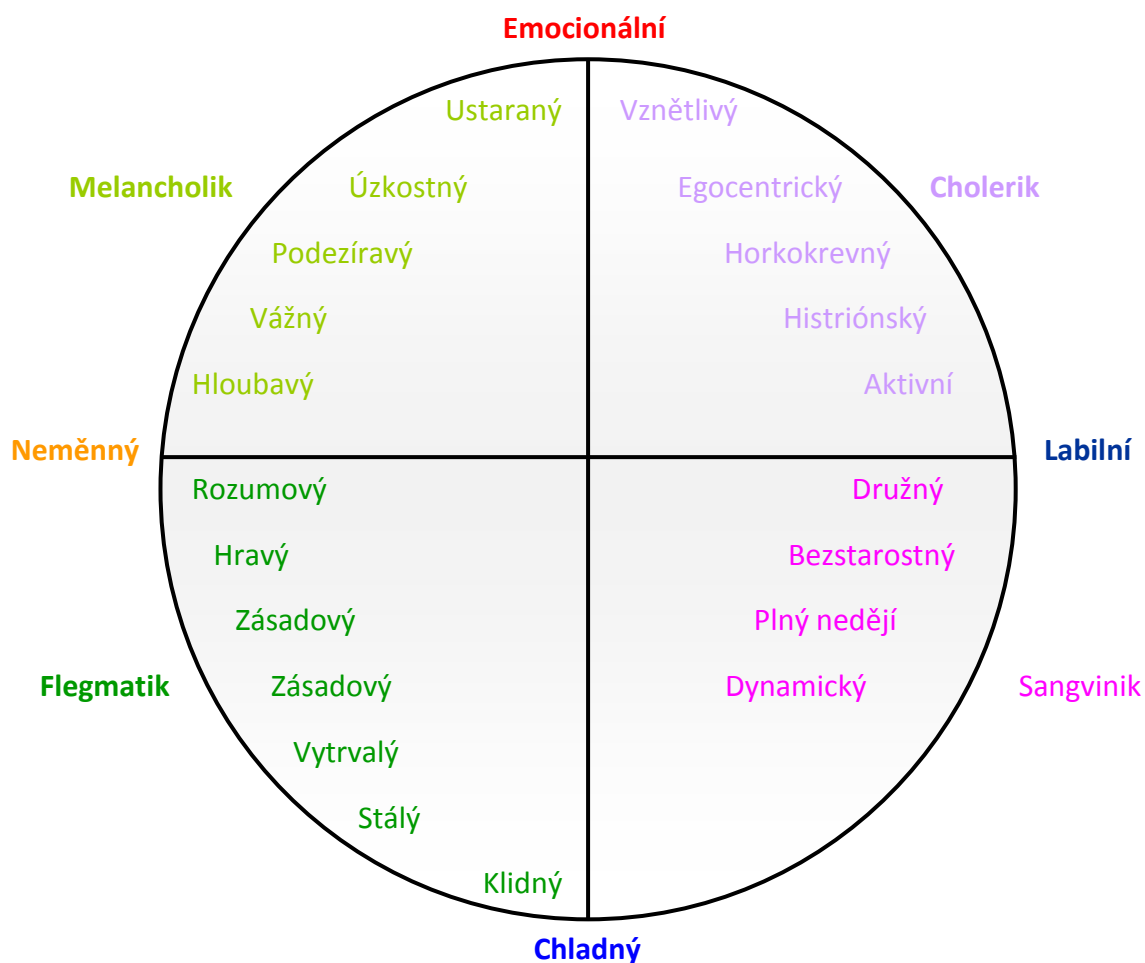 Emocionální
Ustaraný
Vznětlivý
Melancholik
Úzkostný
Egocentrický
Cholerik
Podezíravý
Horkokrevný
Vážný
Histriónský
Hloubavý
Aktivní
Neměnný
Labilní
Rozumový
Družný
Hravý
Bezstarostný
Zásadový
Plný nedějí
Flegmatik
Zásadový
Dynamický
Sangvinik
Vytrvalý
Stálý
Klidný
Chladný